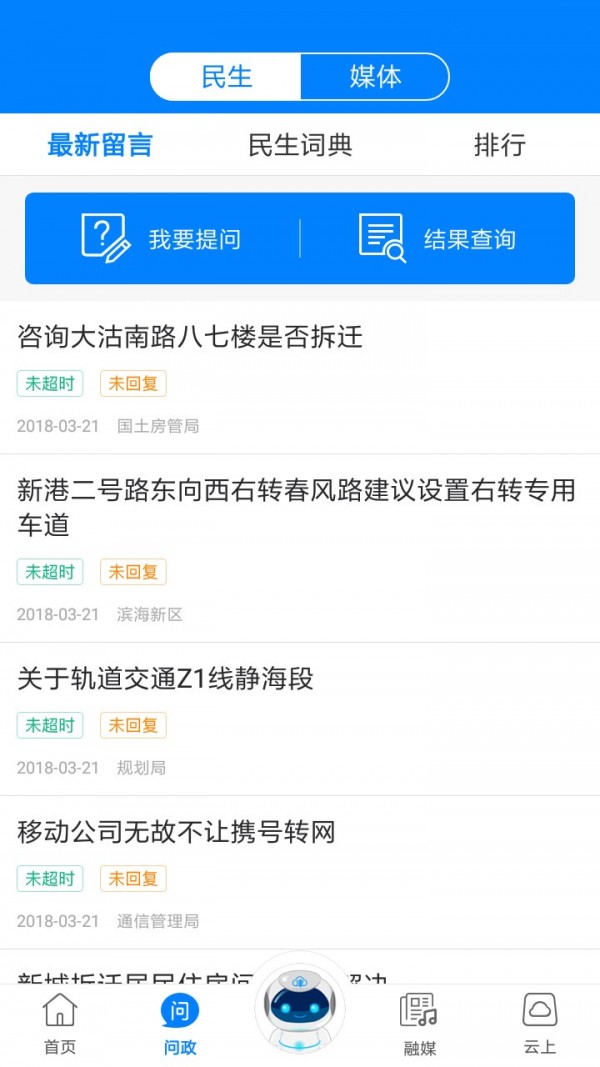 民生 媒体
最新留言 民生词典 排行
我要提问 结果查询
咨询大沽南路八七楼是否拆迁
未超时 未回复
2018-03-21 国土房管局
新港二号路东向西右转春风路建议设置右转专用
车道
未超时 未回复
2018-03-21 滨海新区
关于轨道交通Z1线静海段
未超时 未回复
2018-03-21 规划局
移动公司无故不让携号转网
未超时 未回复
2018-03-21 通信管理局
新城拆迁居民住房问 解决
问
首页 问政 融媒 云上